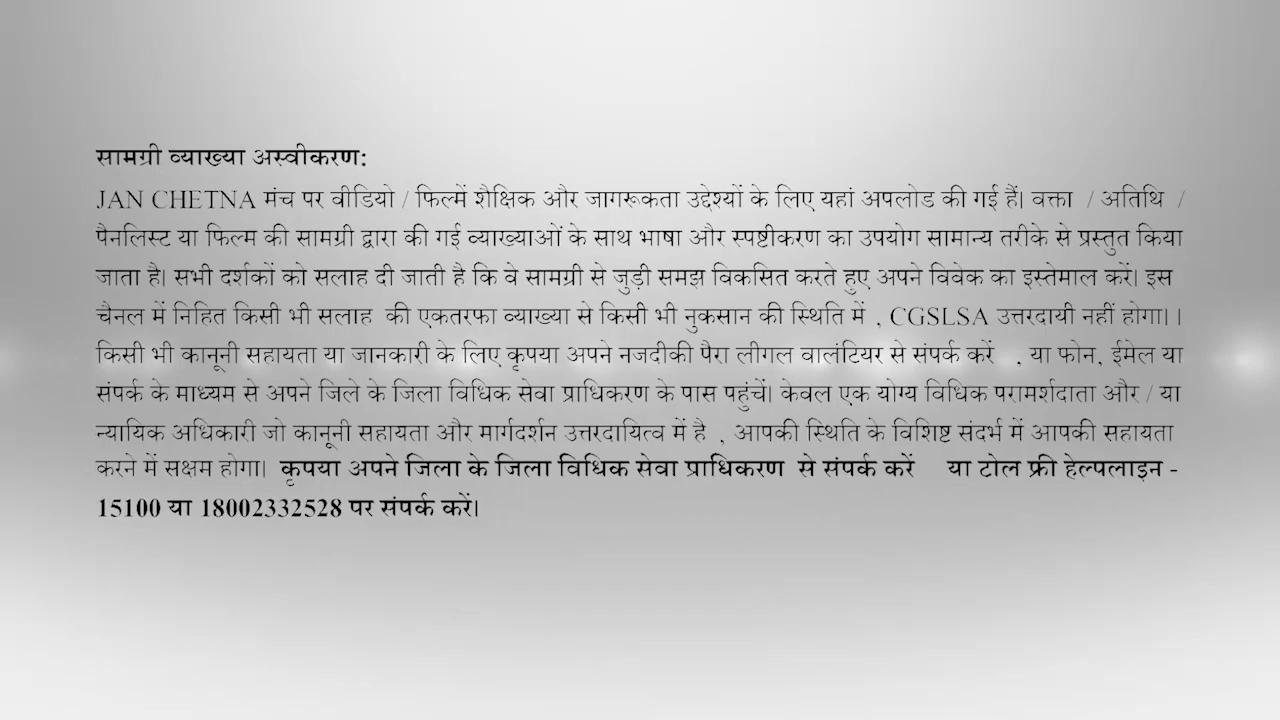 सामग्री व्याख्या अस्वीकरण:
JAN CHETNA मंच पर वीडियो / फिल्में शैक्षिक और जागरूकता उद्देश्यों के लिए यहां अपलोड की गई हैं। वक्ता / अतिथि /
पैनलिस्ट या फिल्म की सामग्री द्वारा की गई व्याख्याओं के साथ भाषा और स्पष्टीकरण का उपयोग सामान्य तरीके से प्रस्तुत किया
जाता है। सभी दर्शकों को सलाह दी जाती है कि वे सामग्री से जुड़ी समझ विकसित करते हुए अपने विवेक का इस्तेमाल करें। इस
चैनल में निहित किसी भी सलाह की एकतरफा व्याख्या से किसी भी नुकसान की स्थिति में , CGSLSA उत्तरदायी नहीं होगा। ।
किसी भी कानूनी सहायता या जानकारी के लिए कृपया अपने नजदीकी पैरा लीगल वालंटियर से संपर्क करें , या फोन, ईमेल या
संपर्क के माध्यम से अपने जिले के जिला विधिक सेवा प्राधिकरण के पास पहुंचें। केवल एक योग्य विधिक परामर्शदाता और / या
न्यायिक अधिकारी जो कानूनी सहायता और मार्गदर्शन उत्तरदायित्व में है , आपकी स्थिति के विशिष्ट संदर्भ में आपकी सहायता
करने में सक्षम होगा। कृपया अपने जिला के जिला विधिक सेवा प्राधिकरण से संपर्क करें या टोल फ्री हेल्पलाइन -
15100 या 18002332528 पर संपर्क करें।